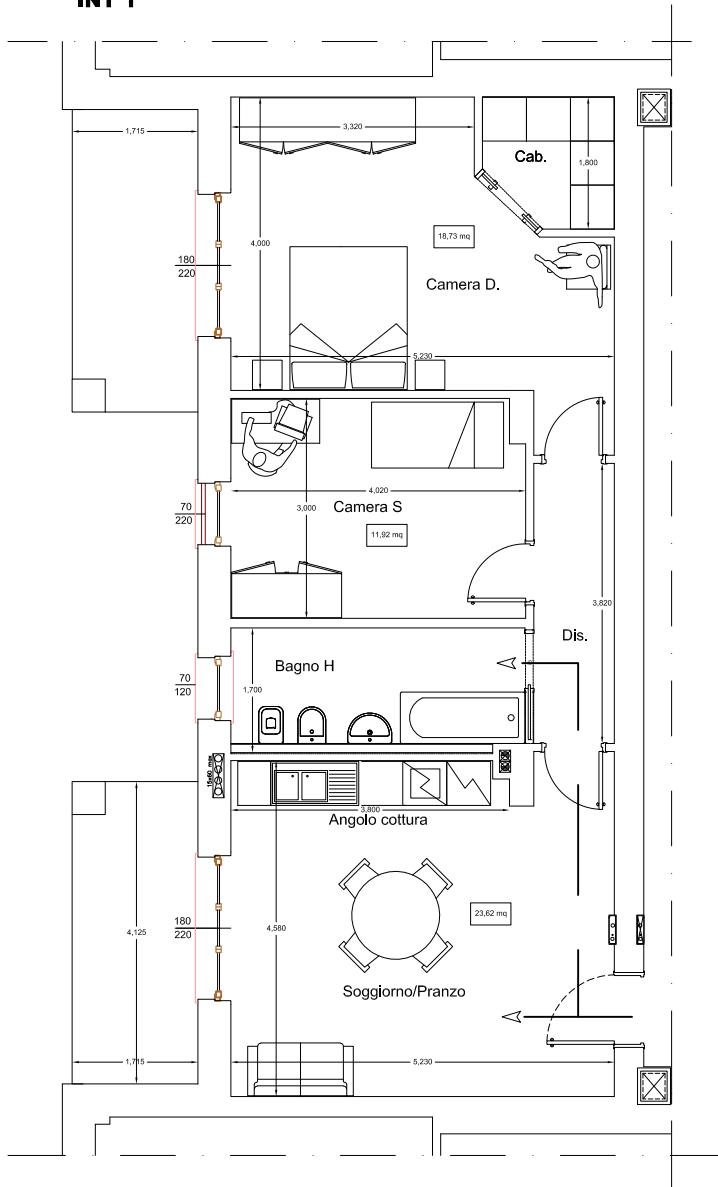 INT 1
1,715
3,320
Cab.
1,800
18,73 mq
4,000
180
220
Camera D.
5,230
4,020
70
220
3,000
Camera S
11,92 mq
3,820
Dis.
Bagno H
70
120
1,700
15x60 max
3,800
Angolo cottura
23,62 mq
180
220
4,125
4,580
Soggiorno/Pranzo
1,715
5,230